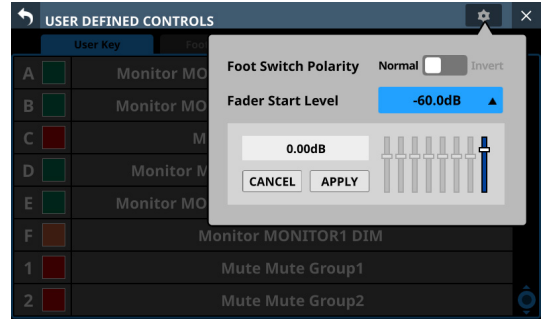 USER DEFINED CONTROLS
User Key Foo
Foot Switch Polarity Normal Invert
Fader Start Level -60.0dB
0.00dB
CANCEL APPLY
A Monitor MO
B Monitor MO
C M
D Monitor M
E Monitor MO
F Monitor MONITOR1 DIM
1 Mute Mute Group1
2 Mute Mute Group2